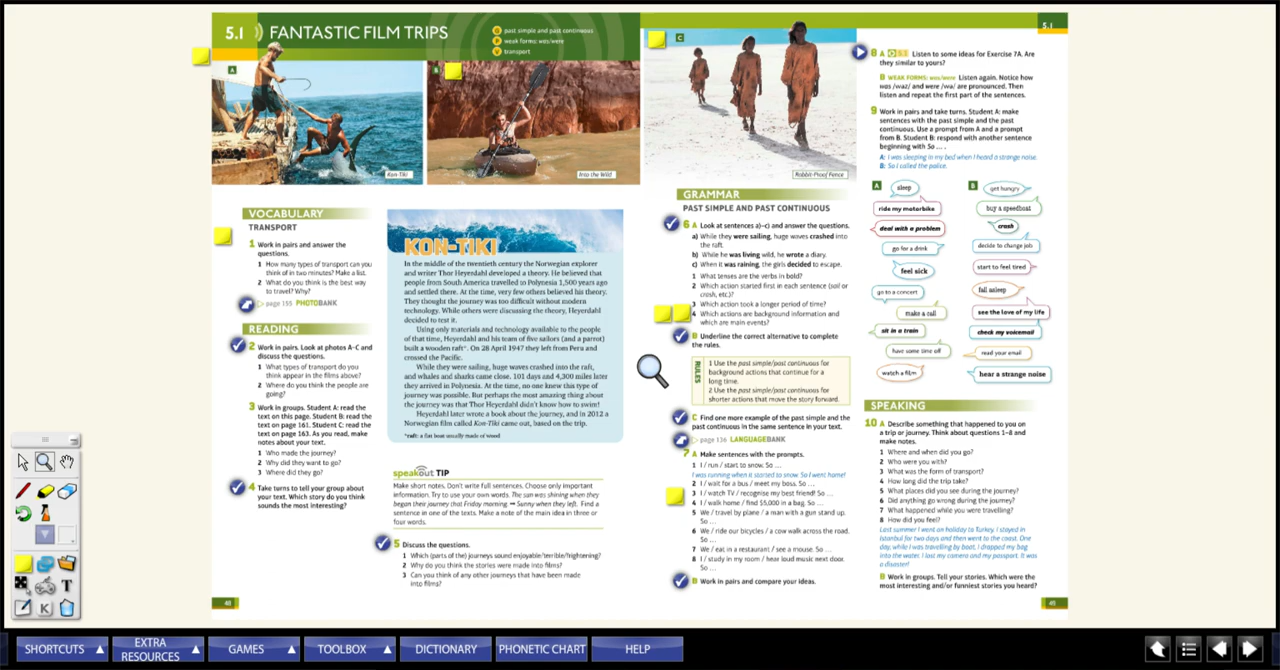 5.1 ) FANTASTIC FILM TRIPS
G past simple and past continuous
P weak forms: was/were
V transport
5.1
A
Kon-Tiki
B
Into the Wild
C
Rabbit-Proof Fence
VOCABULARY
TRANSPORT
1 Work in pairs and answer the
questions.
1 How many types of transport can you
think of in two minutes? Make a list.
2 What do you think is the best way
to travel? Why?
page 155 PHOTOBANK
READING
2 Work in pairs. Look at photos A–C and
discuss the questions.
1 What types of transport do you
think appear in the films above?
2 Where do you think the people are
going?
3 Work in groups. Student A: read the
text on this page. Student B: read the
text on page 161. Student C: read the
text on page 163. As you read, make
notes about your text.
1 Who made the journey?
2 Why did they want to go?
3 Where did they go?
4 Take turns to tell your group about
your text. Which story do you think
sounds the most interesting?
KON-TIKI
In the middle of the twentieth century the Norwegian explorer
and writer Thor Heyerdahl developed a theory. He believed that
people from South America travelled to Polynesia 1,500 years ago
and settled there. At the time, very few others believed his theory.
They thought the journey was too difficult without modern
technology. While others were discussing the theory, Heyerdahl
decided to test it.
Using only materials and technology available to the people
of that time, Heyerdahl and his team of five sailors (and a parrot)
built a wooden raft*. On 28 April 1947 they left from Peru and
crossed the Pacific.
While they were sailing, huge waves crashed into the raft,
and whales and sharks came close. 101 days and 4,300 miles later
they arrived in Polynesia. At the time, no one knew this type of
journey was possible. But perhaps the most amazing thing about
the journey was that Thor Heyerdahl didn't know how to swim!
Heyerdahl later wrote a book about the journey, and in 2012 a
Norwegian film called Kon-Tiki came out, based on the trip.
*raft: a flat boat usually made of wood
speakout TIP
Make short notes. Don't write full sentences. Choose only important
information. Try to use your own words. The sun was shining when they
began their journey that Friday morning. → Sunny when they left. Find a
sentence in one of the texts. Make a note of the main idea in three or
four words.
5 Discuss the questions.
1 Which (parts of the) journeys sound enjoyable/terrible/frightening?
2 Why do you think the stories were made into films?
3 Can you think of any other journeys that have been made
into films?
48
GRAMMAR
PAST SIMPLE AND PAST CONTINUOUS
6 A Look at sentences a)–c) and answer the questions.
a) While they were sailing, huge waves crashed into
the raft.
b) While he was living wild, he wrote a diary.
c) When it was raining, the girls decided to escape.
1 What tenses are the verbs in bold?
2 Which action started first in each sentence (sail or
crash, etc)?
3 Which action took a longer period of time?
4 Which actions are background information and
which are main events?
B Underline the correct alternative to complete
the rules.
RULES
1 Use the past simple/past continuous for
background actions that continue for a
long time.
2 Use the past simple/past continuous for
shorter actions that move the story forward.
C Find one more example of the past simple and the
past continuous in the same sentence in your text.
page 136 LANGUAGEBANK
7 A Make sentences with the prompts.
1 I / run / start to snow. So …
I was running when it started to snow. So I went home!
2 I / wait for a bus / meet my boss. So …
3 I / watch TV / recognise my best friend! So …
4 I / walk home / find $5,000 in a bag. So …
5 We / travel by plane / a man with a gun stand up.
So …
6 We / ride our bicycles / a cow walk across the road.
So …
7 We / eat in a restaurant / see a mouse. So …
8 I / study in my room / hear loud music next door.
So …
B Work in pairs and compare your ideas.
8 A 5.1 Listen to some ideas for Exercise 7A. Are
they similar to yours?
B WEAK FORMS: was/were Listen again. Notice how
was /wəz/ and were /wə/ are pronounced. Then
listen and repeat the first part of the sentences.
9 Work in pairs and take turns. Student A: make
sentences with the past simple and the past
continuous. Use a prompt from A and a prompt
from B. Student B: respond with another sentence
beginning with So … .
A: I was sleeping in my bed when I heard a strange noise.
B: So I called the police.
A
sleep
ride my motorbike
deal with a problem
go for a drink
feel sick
go to a concert
make a call
sit in a train
have some time off
watch a film
B
get hungry
buy a speedboat
crash
decide to change job
start to feel tired
fall asleep
see the love of my life
check my voicemail
read your email
hear a strange noise
SPEAKING
10 A Describe something that happened to you on
a trip or journey. Think about questions 1–8 and
make notes.
1 Where and when did you go?
2 Who were you with?
3 What was the form of transport?
4 How long did the trip take?
5 What places did you see during the journey?
6 Did anything go wrong during the journey?
7 What happened while you were travelling?
8 How did you feel?
Last summer I went on holiday to Turkey. I stayed in
Istanbul for two days and then went to the coast. One
day, while I was travelling by boat, I dropped my bag
into the water. I lost my camera and my passport. It was
a disaster!
B Work in groups. Tell your stories. Which were the
most interesting and/or funniest stories you heard?
49
T
K
SHORTCUTS
EXTRA
RESOURCES
GAMES
TOOLBOX
DICTIONARY
PHONETIC CHART
HELP